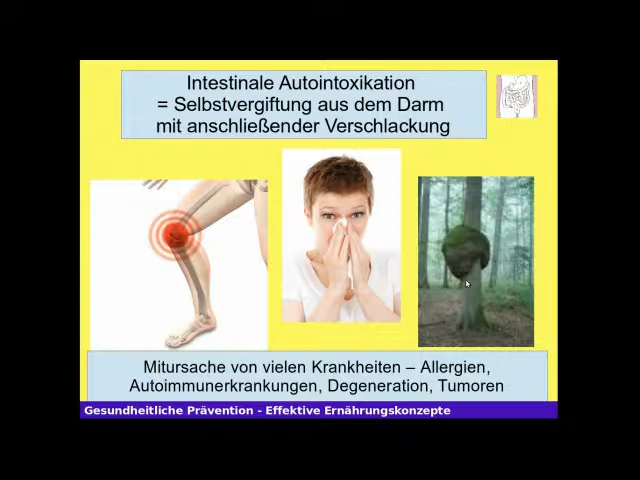 Intestinale Autointoxikation
= Selbstvergiftung aus dem Darm
mit anschließender Verschlackung
Mitursache von vielen Krankheiten – Allergien,
Autoimmunerkrankungen, Degeneration, Tumoren
Gesundheitliche Prävention - Effektive Ernährungskonzepte